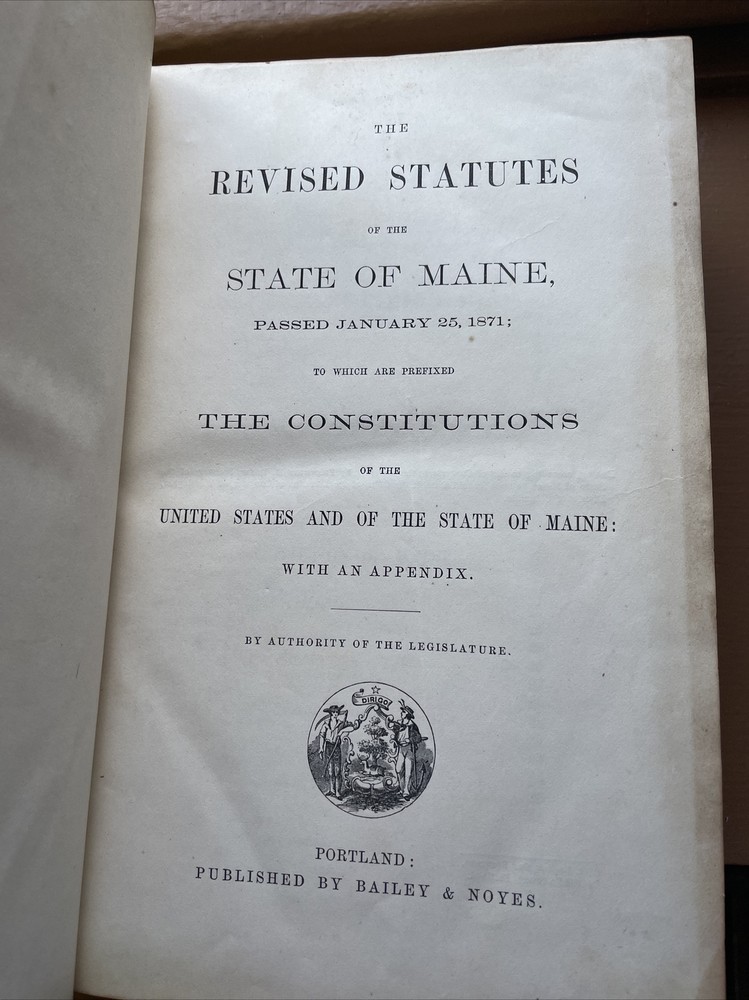 THE
REVISED STATUTES
OF THE
STATE OF MAINE,
PASSED JANUARY 25, 1871;
TO WHICH ARE PREFIXED
THE CONSTITUTIONS
OF THE
UNITED STATES AND OF THE STATE OF MAINE:
WITH AN APPENDIX.
BY AUTHORITY OF THE LEGISLATURE.
DIRIGO
PORTLAND:
PUBLISHED BY BAILEY & NOYES.